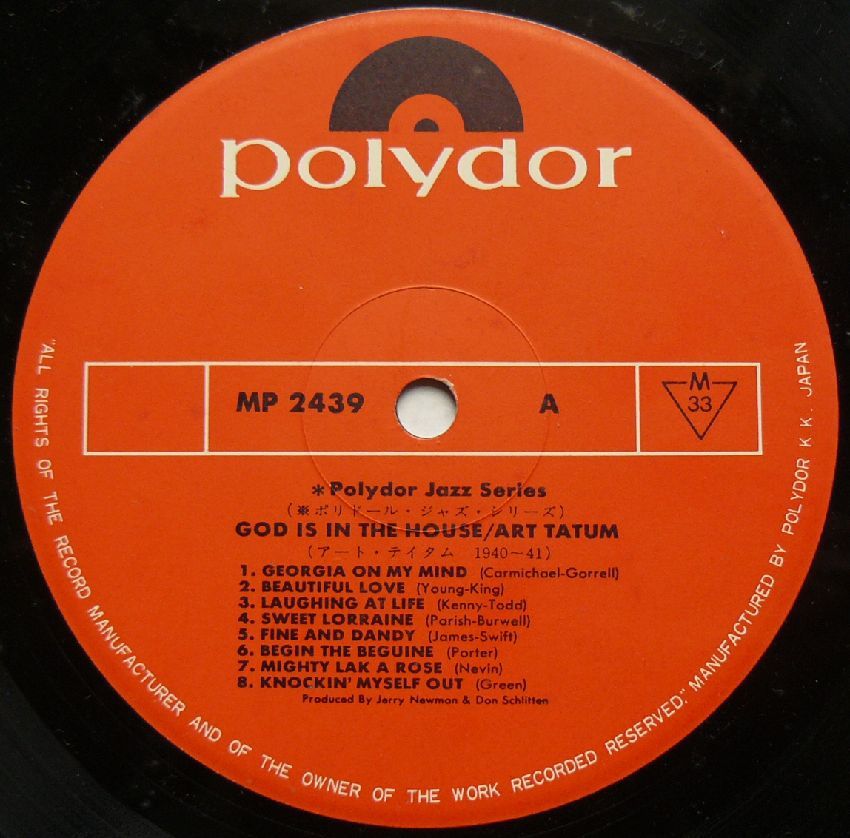 polydor
MP 2439 A M 33
*Polydor Jazz Series
(※ポリドール・ジャズ・シリーズ)
GOD IS IN THE HOUSE/ART TATUM
(アート・テイタム 1940〜41)
1. GEORGIA ON MY MIND (Carmichael-Gorrell)
2. BEAUTIFUL LOVE (Young-King)
3. LAUGHING AT LIFE (Kenny-Todd)
4. SWEET LORRAINE (Parish-Burwell)
5. FINE AND DANDY (James-Swift)
6. BEGIN THE BEGUINE (Porter)
7. MIGHTY LAK A ROSE (Nevin)
8. KNOCKIN' MYSELF OUT (Green)
Produced By Jerry Newman & Don Schlitten
"ALL RIGHTS OF THE RECORD MANUFACTURER AND OF THE OWNER OF THE WORK RECORDED RESERVED." MANUFACTURED BY POLYDOR K. K. JAPAN